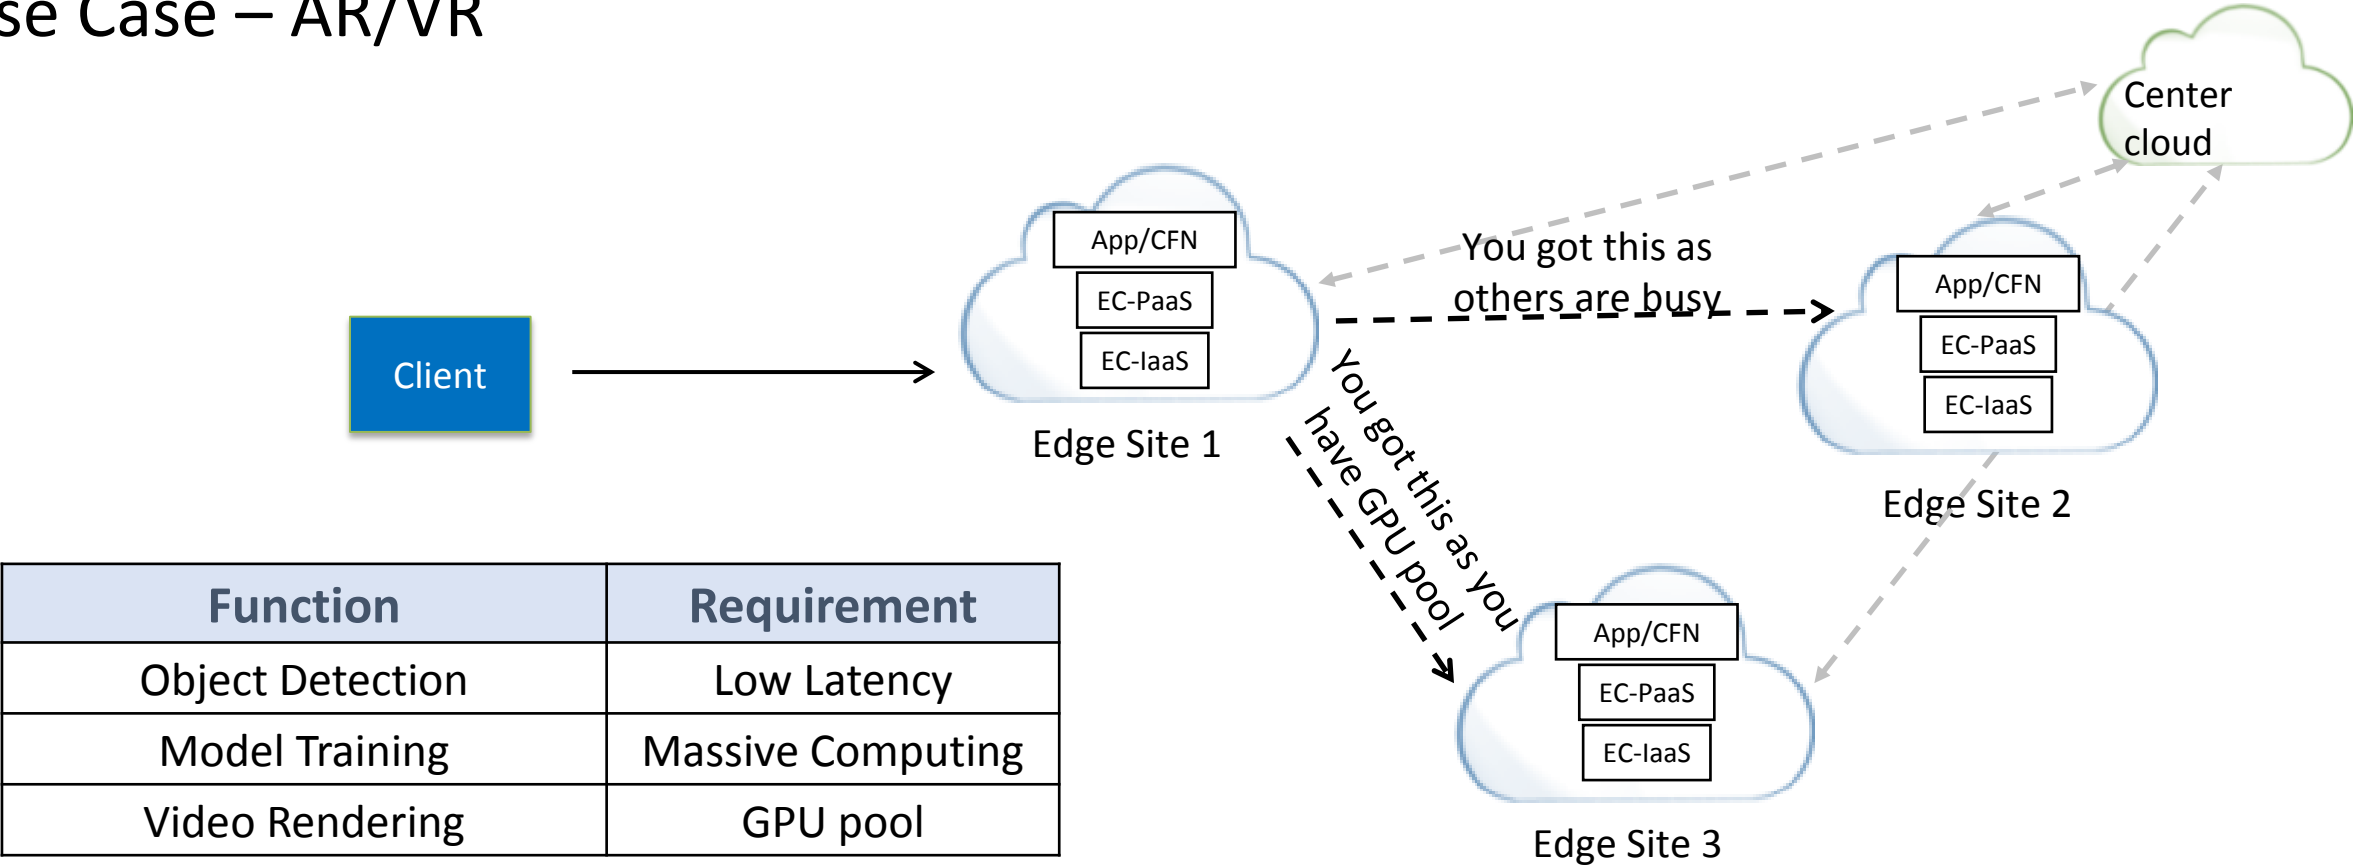 se Case – AR/VR
Center
cloud
App/CFN
EC-PaaS
EC-IaaS
Edge Site 1
You got this as
others are busy
App/CFN
EC-PaaS
EC-IaaS
Edge Site 2
Client
You got this as you
have GPU pool
App/CFN
EC-PaaS
EC-IaaS
Edge Site 3
Function Requirement
Object Detection Low Latency
Model Training Massive Computing
Video Rendering GPU pool